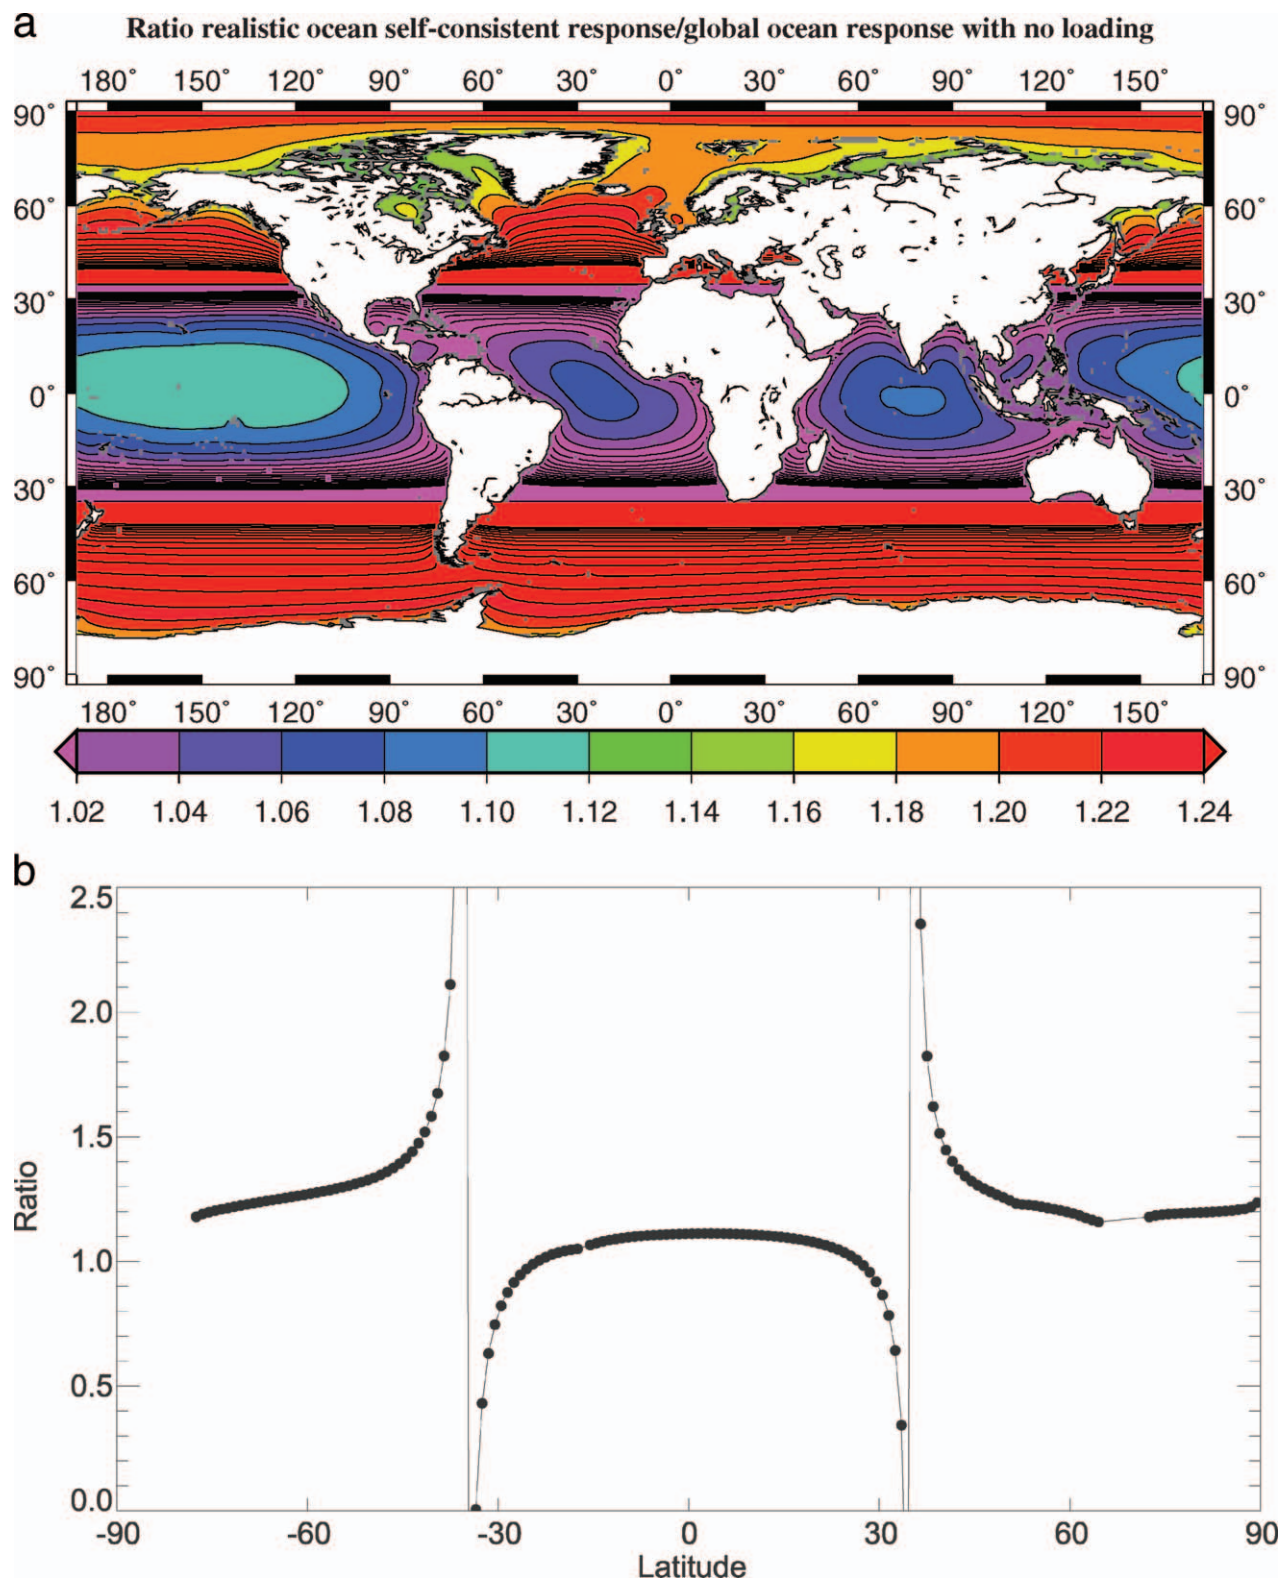 a
Ratio realistic ocean self-consistent response/global ocean response with no loading
180° 150° 120° 90° 60° 30° 0° 30° 60° 90° 120° 150°
90° 90°
60° 60°
30° 30°
0° 0°
30° 30°
60° 60°
90° 90°
180° 150° 120° 90° 60° 30° 0° 30° 60° 90° 120° 150°
1.02 1.04 1.06 1.08 1.10 1.12 1.14 1.16 1.18 1.20 1.22 1.24
b
2.5
2.0
1.5
1.0
0.5
0.0
Ratio
-90 -60 -30 0 30 60 90
Latitude